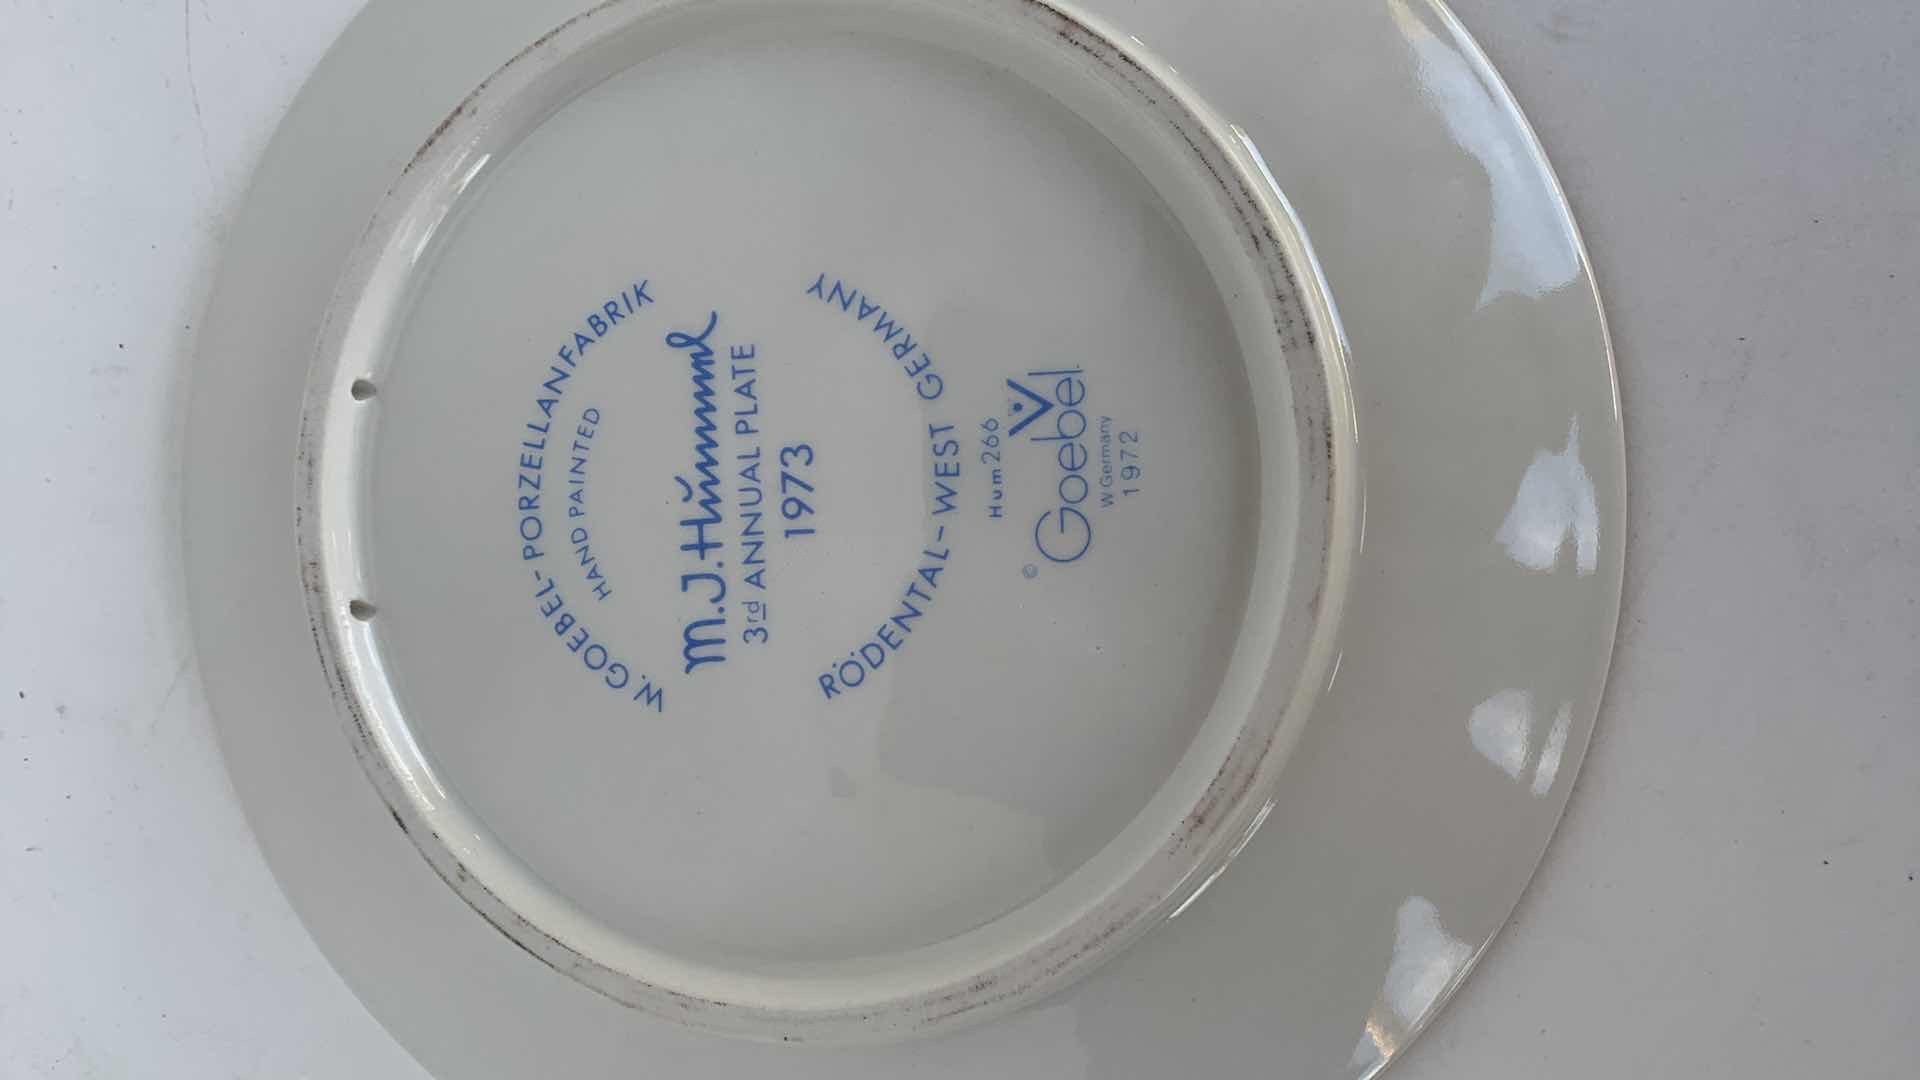 W. GOEBEL-PORZELLANFABRIK
HAND PAINTED
M.J. Hummel
3rd ANNUAL PLATE
1973
RÖDENTAL-WEST GERMANY
Hum 266
© Goebel
W Germany
1972